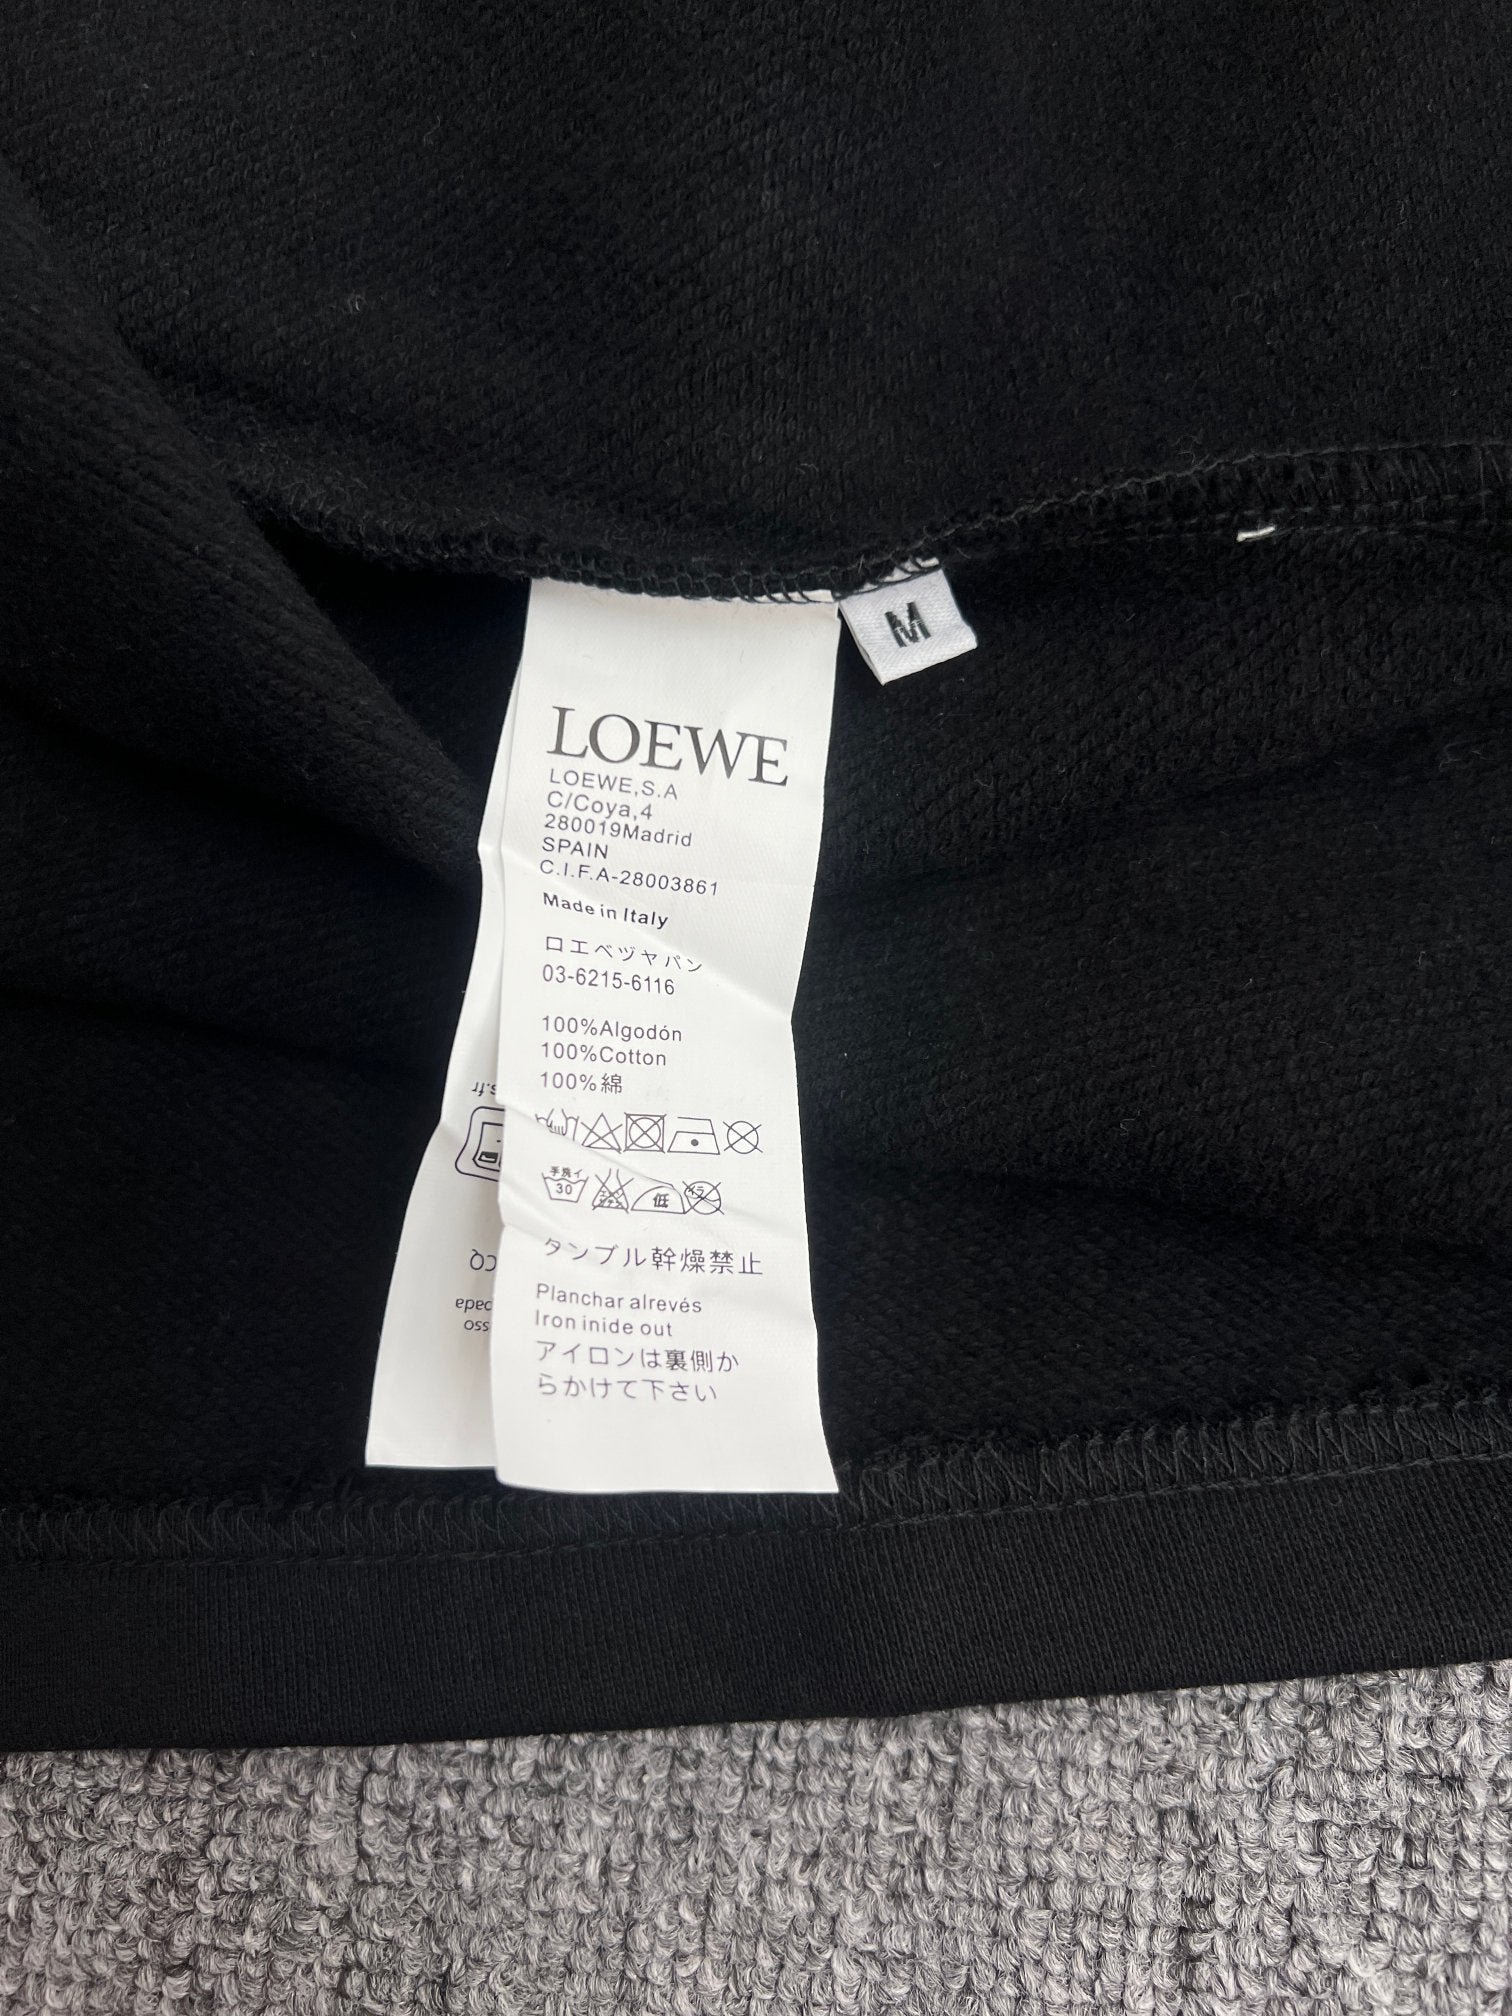 M
LOEWE
LOEWE,S.A
C/Coya,4
280019Madrid
SPAIN
C.I.F.A-28003861
Made in Italy
ロエベヅャパン
03-6215-6116
100%Algodón
100%Cotton
100%綿
手洗イ
30
低
タンブル幹燥禁止
Planchar alrevés
Iron inide out
アイロンは裏側か
らかけて下さい
s.fr